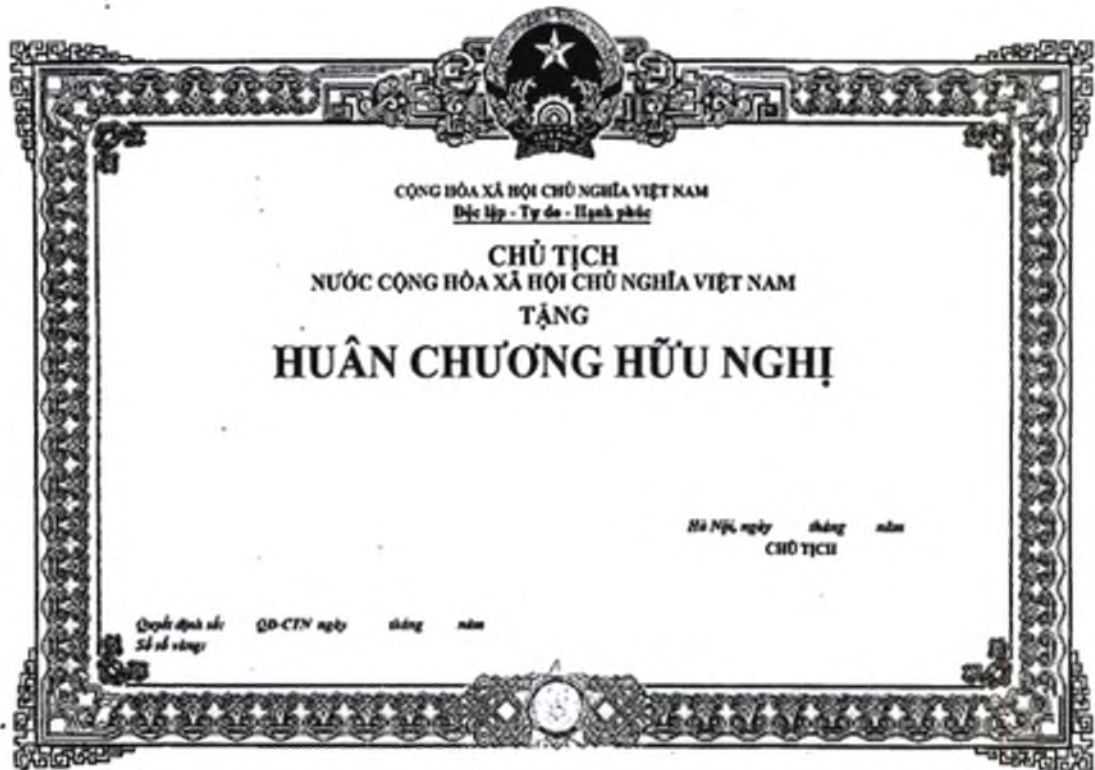 CỘNG HÒA XÃ HỘI CHỦ NGHĨA VIỆT NAM
Độc lập - Tự do - Hạnh phúc
CHỦ TỊCH
NƯỚC CỘNG HÒA XÃ HỘI CHỦ NGHĨA VIỆT NAM
TẶNG
HUÂN CHƯƠNG HỮU NGHỊ
Hà Nội, ngày tháng năm
CHỦ TỊCH
Quyết định số: QĐ-CTN ngày tháng năm
Số sổ vàng: